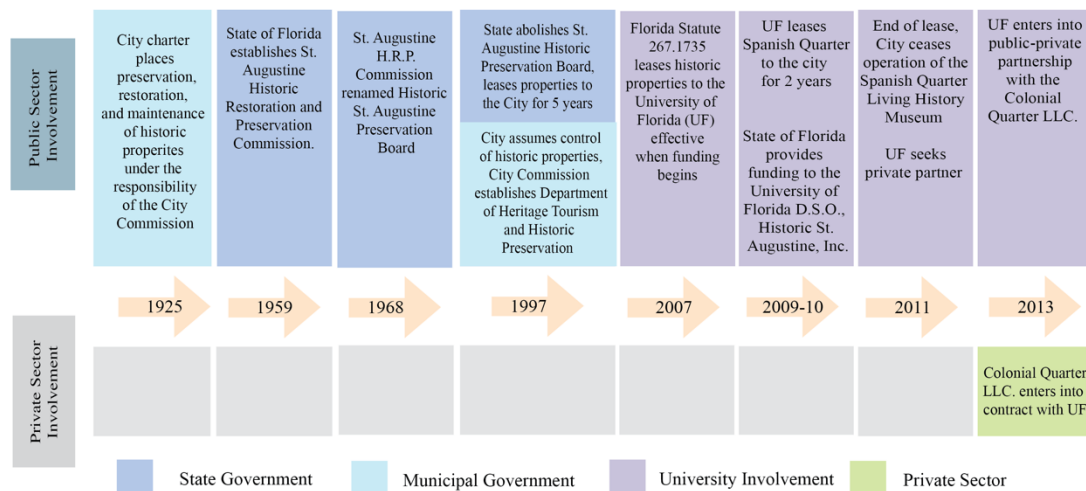 Public Sector
Involvement
City charter
places
preservation,
restoration,
and maintenance
of historic
properites
under the
responsibility
of the City
Commission
State of Florida
establishes St.
Augustine
Historic
Restoration and
Preservation
Commission.
St. Augustine
H.R.P.
Commission
renamed Historic
St. Augustine
Preservation
Board
State abolishes St.
Augustine Historic
Preservation Board,
leases properties to
the City for 5 years
City assumes control
of historic properties,
City Commission
establishes Department
of Heritage Tourism
and Historic
Preservation
Florida Statute
267.1735
leases historic
properties to the
University of
Florida (UF)
effective
when funding
begins
UF leases
Spanish Quarter
to the city
for 2 years
State of Florida
provides
funding to the
University of
Florida D.S.O.,
Historic St.
Augustine, Inc.
End of lease,
City ceases
operation of the
Spanish Quarter
Living History
Museum
UF seeks
private partner
UF enters into
public-private
partnership
with the
Colonial
Quarter LLC.
1925
1959
1968
1997
2007
2009-10
2011
2013
Private Sector
Involvement
Colonial Quarter
LLC. enters into
contract with UF
State Government
Municipal Government
University Involvement
Private Sector